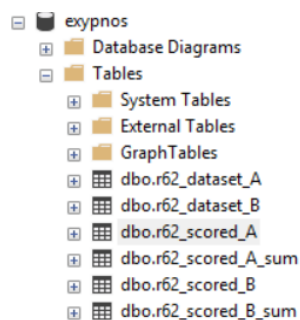 exypnos
Database Diagrams
Tables
System Tables
External Tables
GraphTables
dbo.r62_dataset_A
dbo.r62_dataset_B
dbo.r62_scored_A
dbo.r62_scored_A_sum
dbo.r62_scored_B
dbo.r62_scored_B_sum